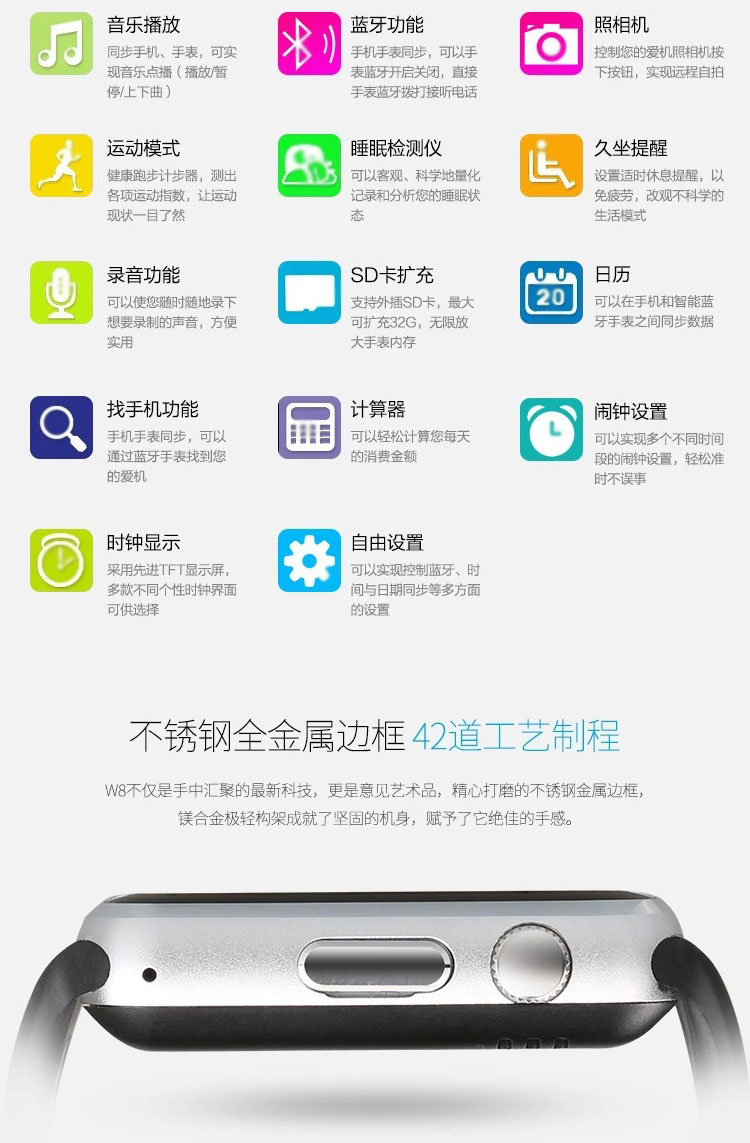 音乐播放
同步手机、手表,可实
现音乐点播(播放/暂
停/上下曲)
蓝牙功能
手机手表同步,可以手
表蓝牙开启关闭,直接
手表蓝牙拨打接听电话
照相机
控制您的爱机照相机按
下按钮,实现远程自拍
运动模式
健康跑步计步器,测出
各项运动指数,让运动
现状一目了然
睡眠检测仪
可以客观、科学地量化
记录和分析您的睡眠状
态
久坐提醒
设置适时休息提醒,以
免疲劳,改观不科学的
生活模式
录音功能
可以使您随时随地录下
想要录制的声音,方便
实用
SD卡扩充
支持外插SD卡,最大
可扩充32G,无限放
大手表内存
20
日历
可以在手机和智能蓝
牙手表之间同步数据
找手机功能
手机手表同步,可以
通过蓝牙手表找到您
的爱机
计算器
可以轻松计算您每天
的消费金额
闹钟设置
可以实现多个不同时间
段的闹钟设置,轻松准
时不误事
时钟显示
采用先进TFT显示屏,
多款不同个性时钟界面
可供选择
自由设置
可以实现控制蓝牙、时
间与日期同步等多方面
的设置
不锈钢全金属边框 42道工艺制程
W8不仅是手中汇聚的最新科技,更是意见艺术品,精心打磨的不锈钢金属边框,
镁合金极轻构架成就了坚固的机身,赋予了它绝佳的手感。